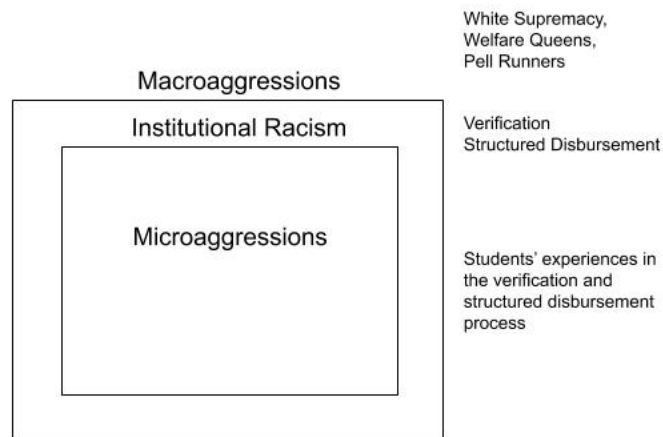 White Supremacy,
Welfare Queens,
Pell Runners
Macroaggressions
Institutional Racism
Verification
Structured Disbursement
Microaggressions
Students' experiences in
the verification and
structured disbursement
process